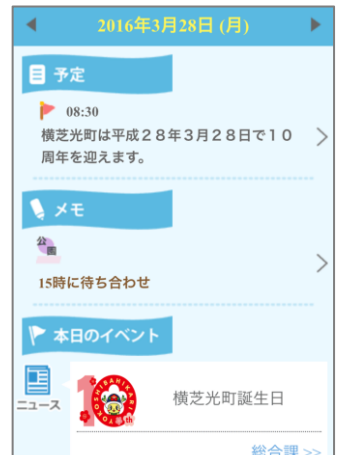 2016年3月28日 (月)
予定
08:30
横芝光町は平成２８年3月２８日で１０
周年を迎えます。
メモ
公園
15時に待ち合わせ
本日のイベント
ニュース
YOKOSHIBAHIKARI
10th
横芝光町誕生日
総合課 >>